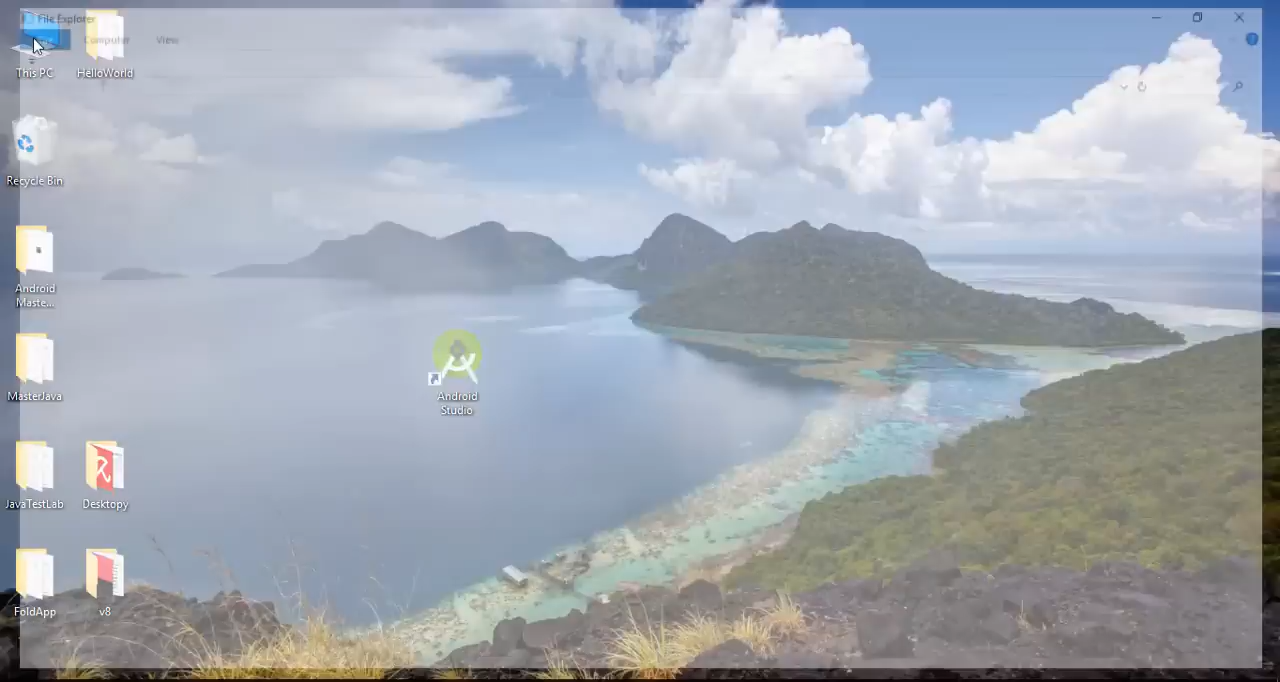 File Explorer
Computer
View
This PC
HelloWorld
Recycle Bin
Android
Maste...
MasterJava
Android
Studio
JavaTestLab
Desktopy
FoldApp
v8